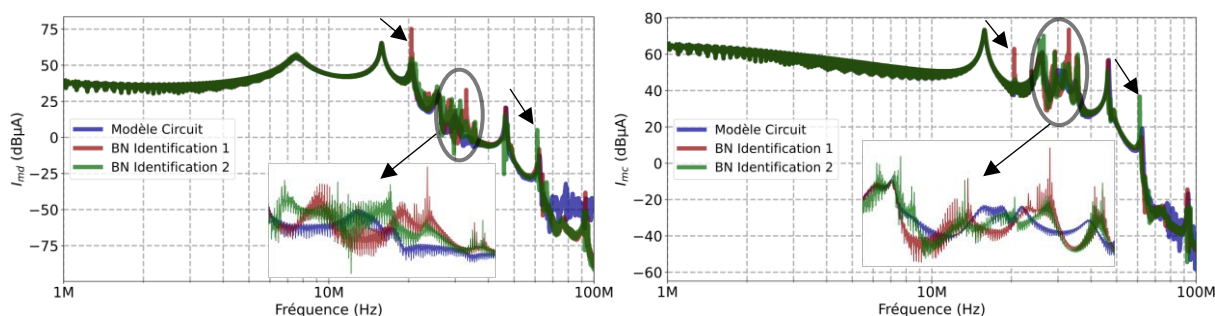 I_md (dBµA)
75
50
25
0
−25
−50
−75
Modèle Circuit
BN Identification 1
BN Identification 2
1M
10M
100M
Fréquence (Hz)
I_mc (dBµA)
80
60
40
20
0
−20
−40
−60
Modèle Circuit
BN Identification 1
BN Identification 2
1M
10M
100M
Fréquence (Hz)